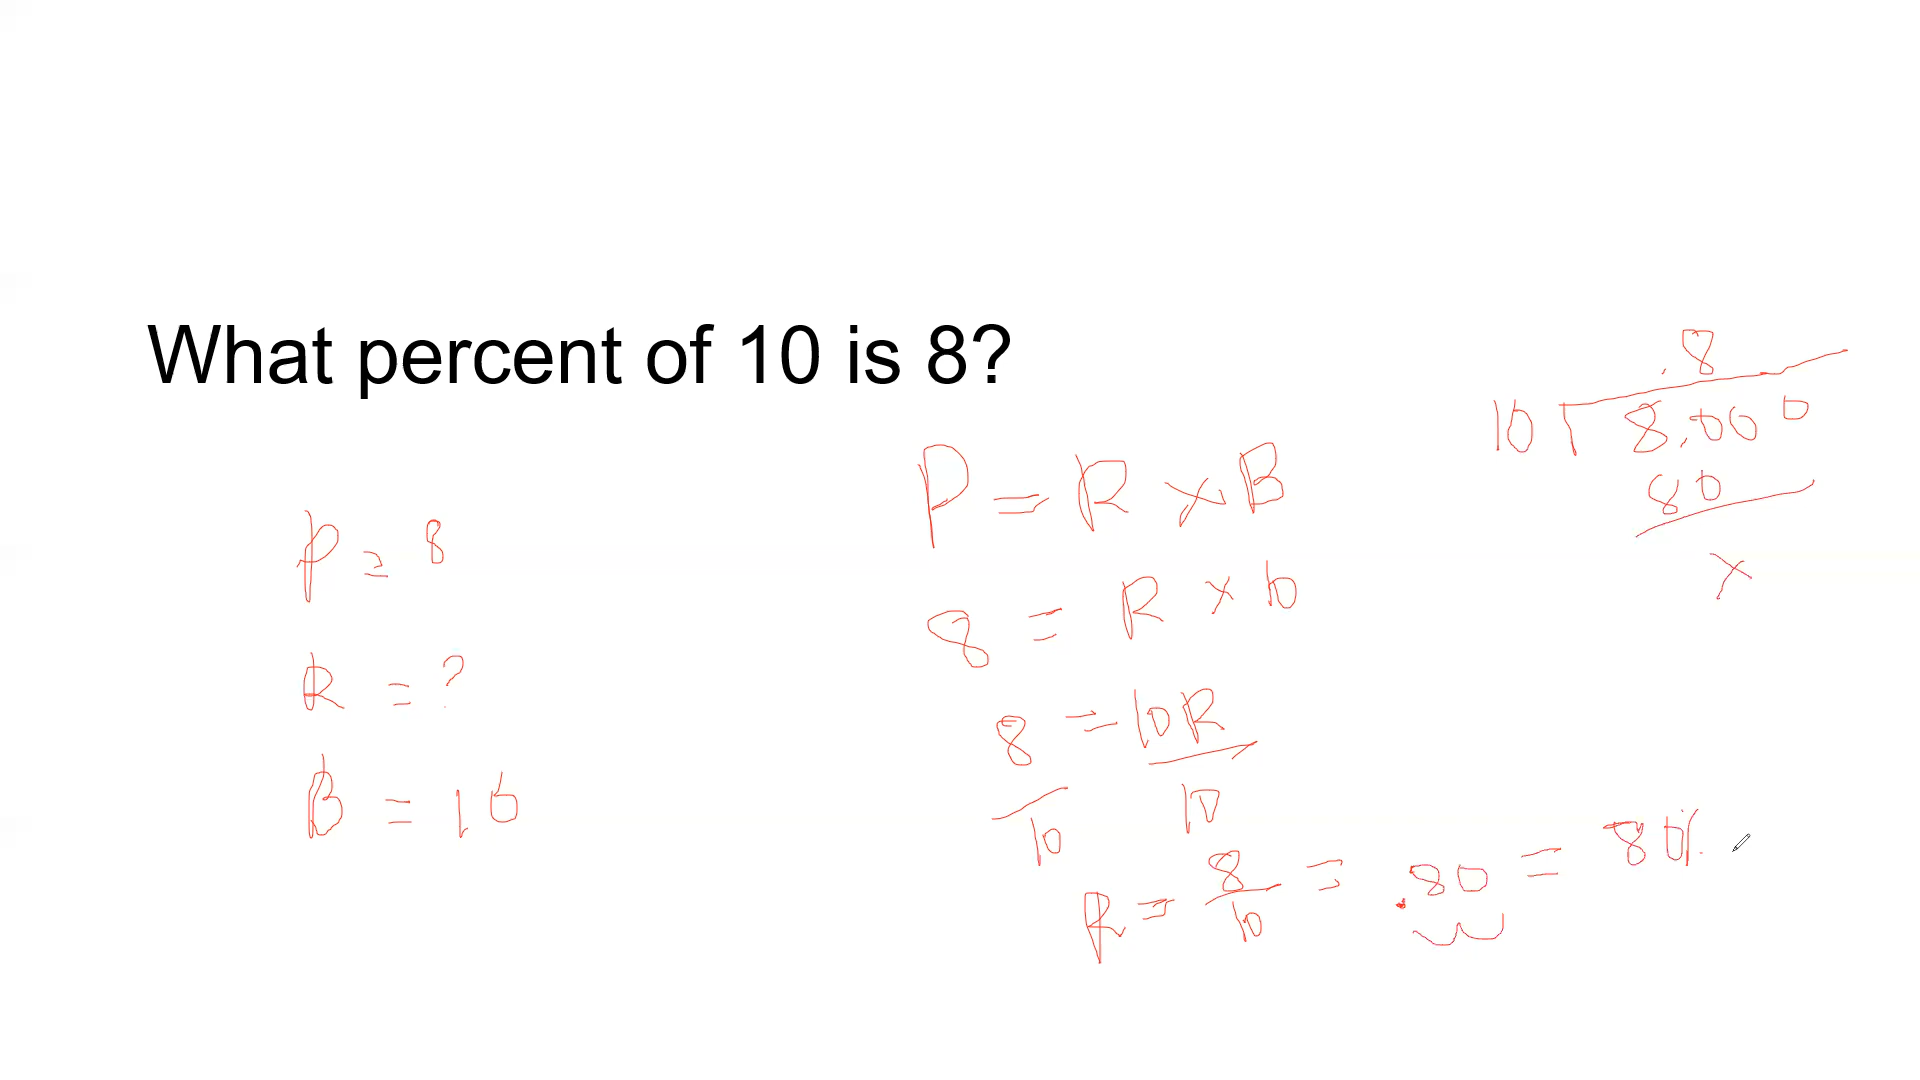 What percent of 10 is 8?
P = 8
R = ?
B = 10
P = R × B
8 = R × 10
8 = 10R
10 10
R = 8/10 = .80 = 80%
.8
10 8.000
80
×